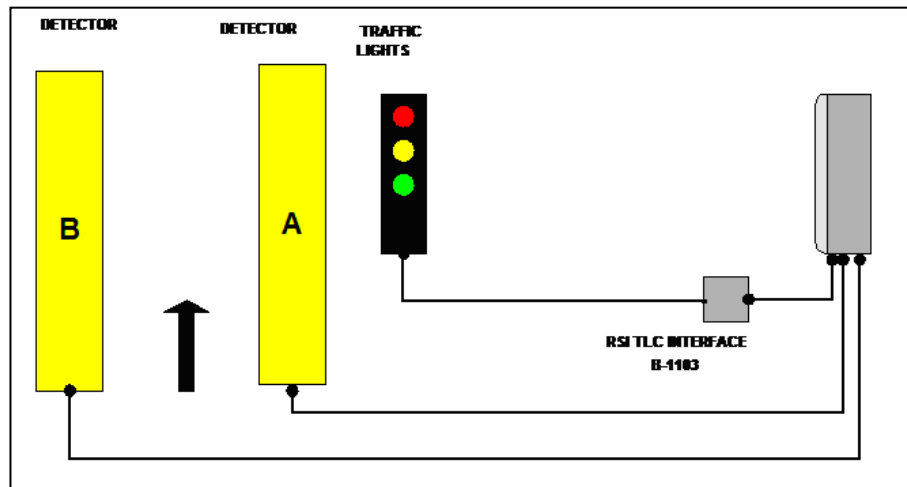 DETECTOR
DETECTOR
TRAFFIC
LIGHTS
B
A
RSI TLC INTERFACE
B-1103